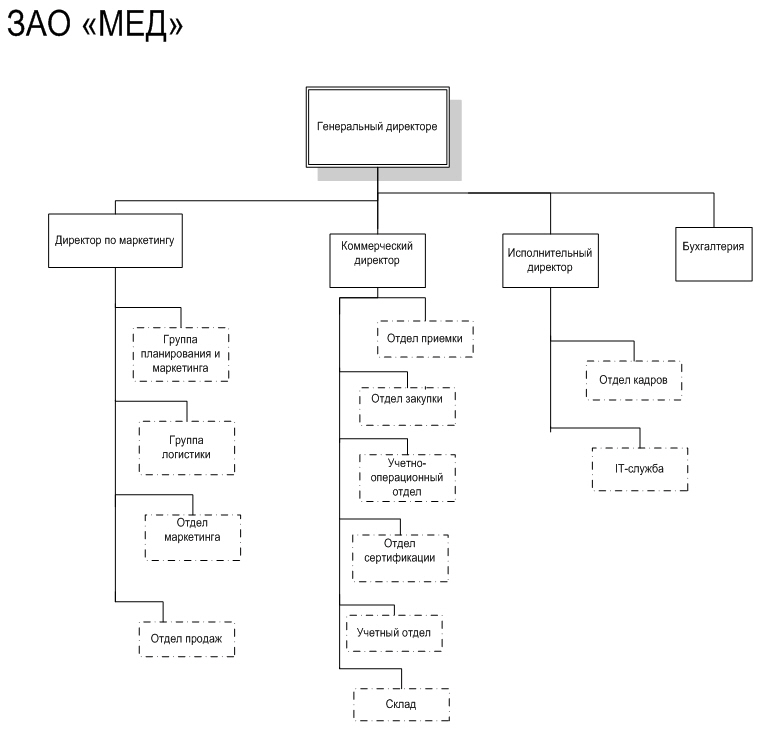 ЗАО «МЕД»
Генеральный директоре
Директор по маркетингу
Коммерческий
директор
Исполнительный
директор
Бухгалтерия
Группа
планирования и
маркетинга
Группа
логистики
Отдел
маркетинга
Отдел продаж
Отдел приемки
Отдел закупки
Учетно-
операционный
отдел
Отдел
сертификации
Учетный отдел
Склад
Отдел кадров
IT-служба